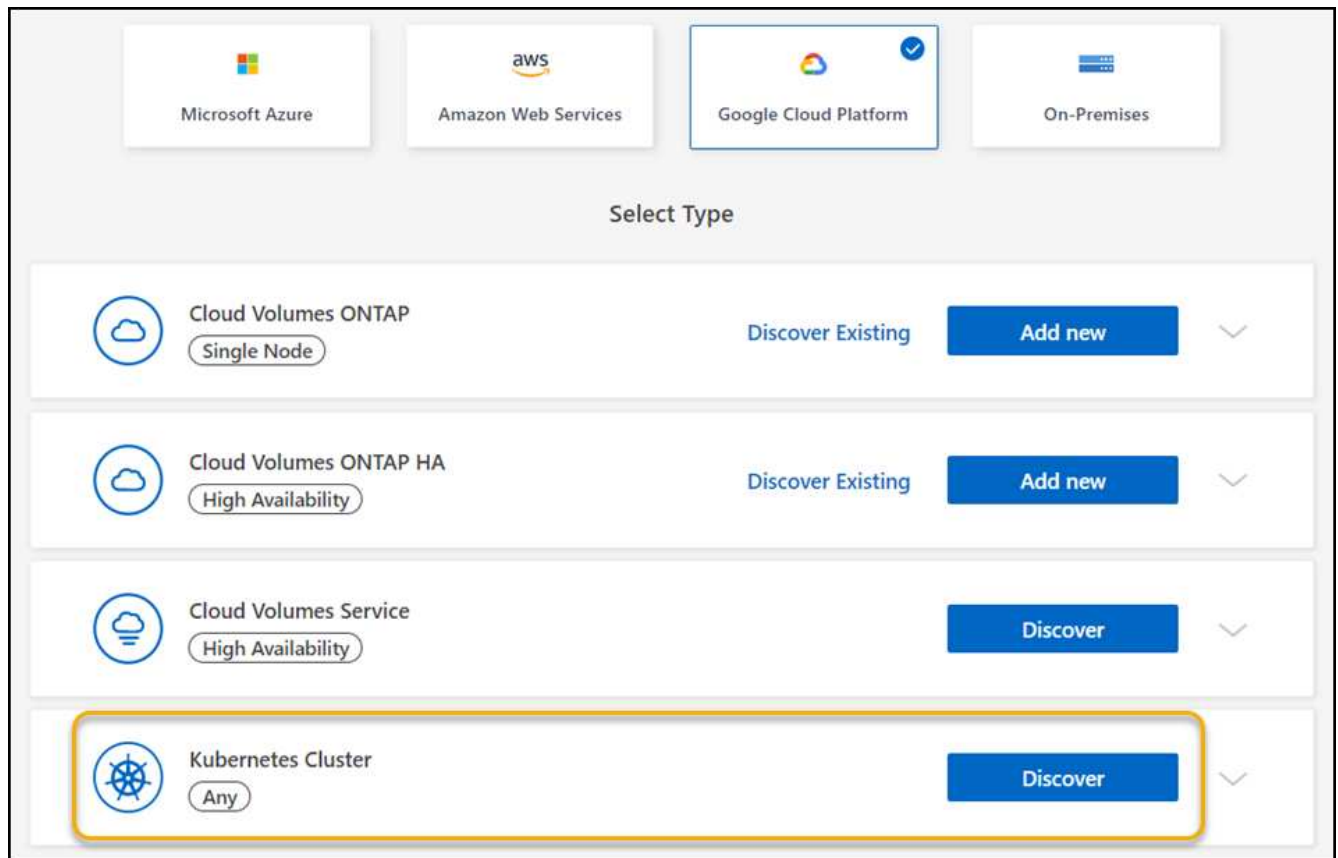 aws
Microsoft Azure
Amazon Web Services
Google Cloud Platform
On-Premises
Select Type
Cloud Volumes ONTAP
Single Node
Discover Existing
Add new
Cloud Volumes ONTAP HA
High Availability
Discover Existing
Add new
Cloud Volumes Service
High Availability
Discover
Kubernetes Cluster
Any
Discover